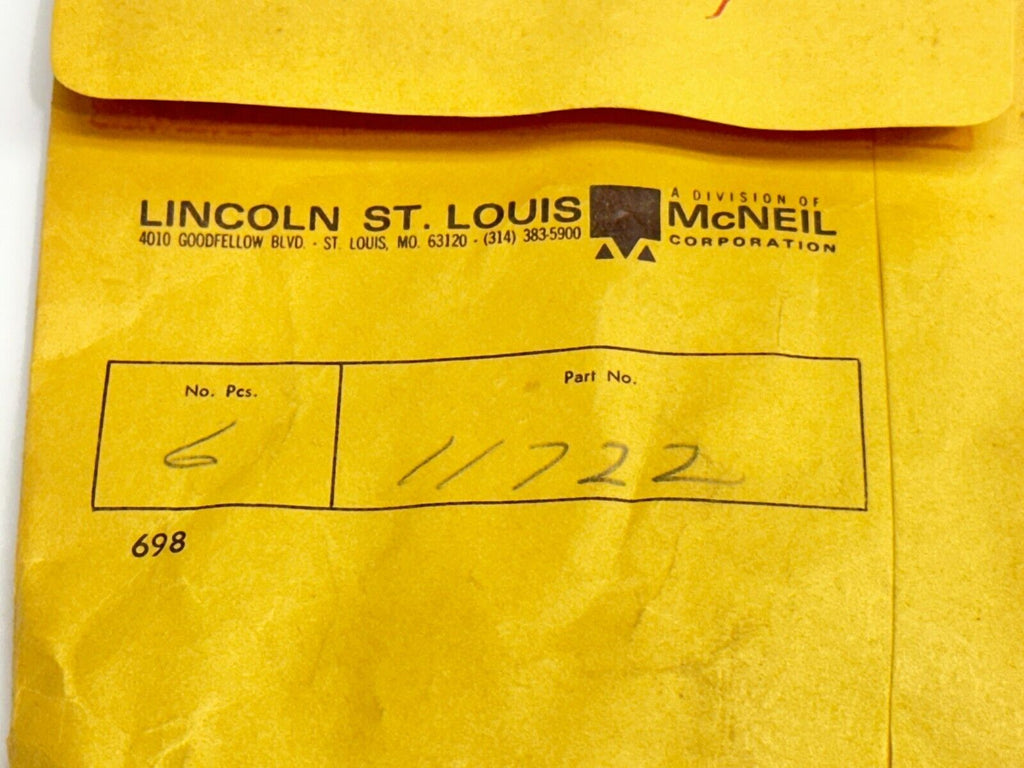 LINCOLN ST. LOUIS
4010 GOODFELLOW BLVD. - ST. LOUIS, MO. 63120 - (314) 383-5900
A DIVISION OF
McNEIL
CORPORATION
No. Pcs.
Part No.
6
11722
698